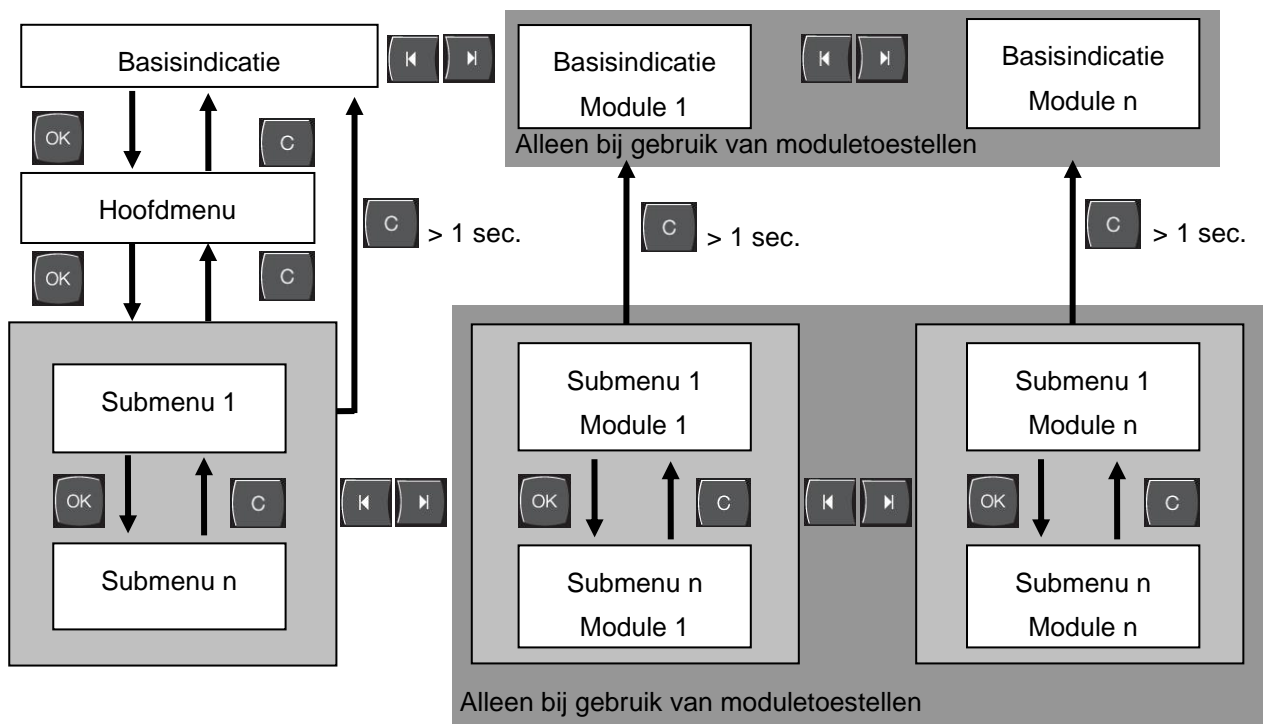 Basisindicatie
Basisindicatie
Module 1
Basisindicatie
Module n
Alleen bij gebruik van moduletoestellen
OK
C
Hoofdmenu
C
> 1 sec.
C
> 1 sec.
C
> 1 sec.
OK
C
Submenu 1
OK
C
Submenu n
Submenu 1
Module 1
OK
C
Submenu n
Module 1
Submenu 1
Module n
OK
C
Submenu n
Module n
Alleen bij gebruik van moduletoestellen